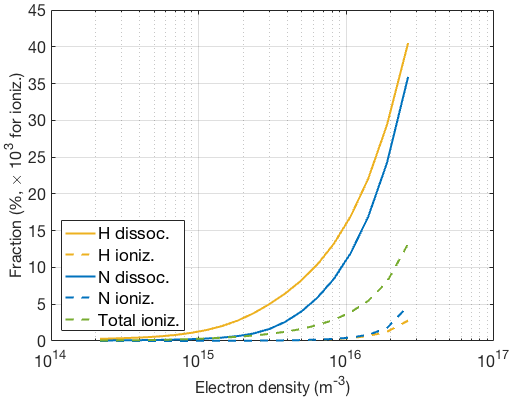 45
40
35
30
25
20
15
10
5
0
Fraction (%, × 10³ for ioniz.)
H dissoc.
H ioniz.
N dissoc.
N ioniz.
Total ioniz.
10¹⁴ 10¹⁵ 10¹⁶ 10¹⁷
Electron density (m⁻³)